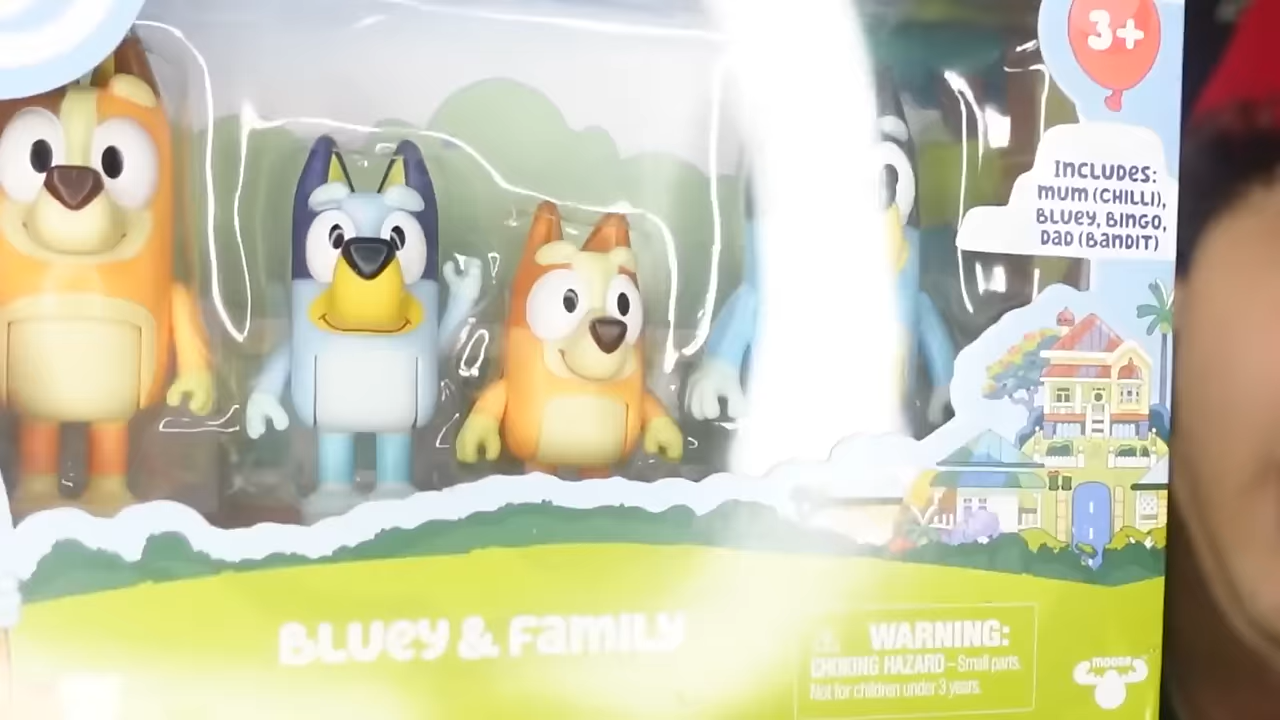 3+
INCLUDES:
MUM (CHILLI),
BLUEY, BINGO,
DAD (BANDIT)
BLUEY & FAMILY
WARNING:
CHOKING HAZARD – Small parts.
Not for children under 3 years.
moose